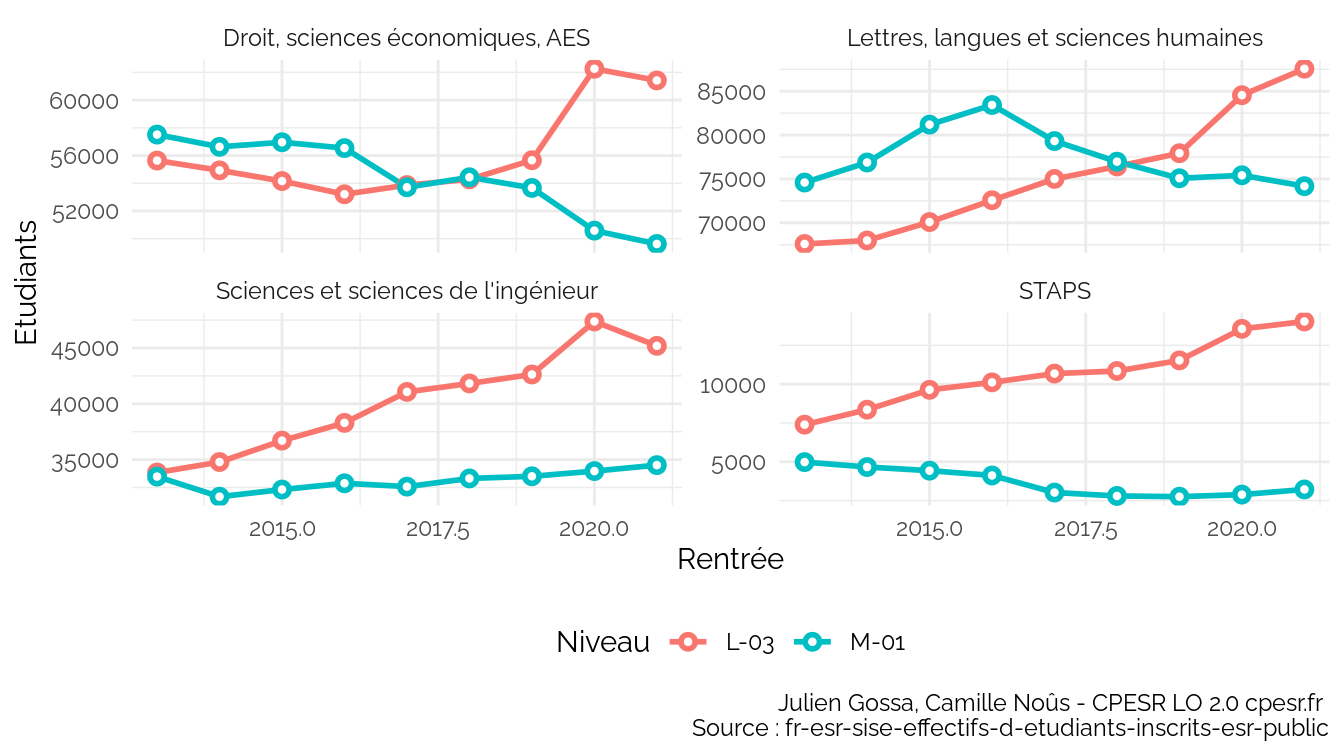 Droit, sciences économiques, AES
Lettres, langues et sciences humaines
60000
56000
52000
85000
80000
75000
70000
Etudiants
Sciences et sciences de l'ingénieur
STAPS
45000
40000
35000
10000
5000
2015.0 2017.5 2020.0
2015.0 2017.5 2020.0
Rentrée
Niveau L-03 M-01
Julien Gossa, Camille Noûs - CPESR LO 2.0 cpesr.fr
Source : fr-esr-sise-effectifs-d-etudiants-inscrits-esr-public